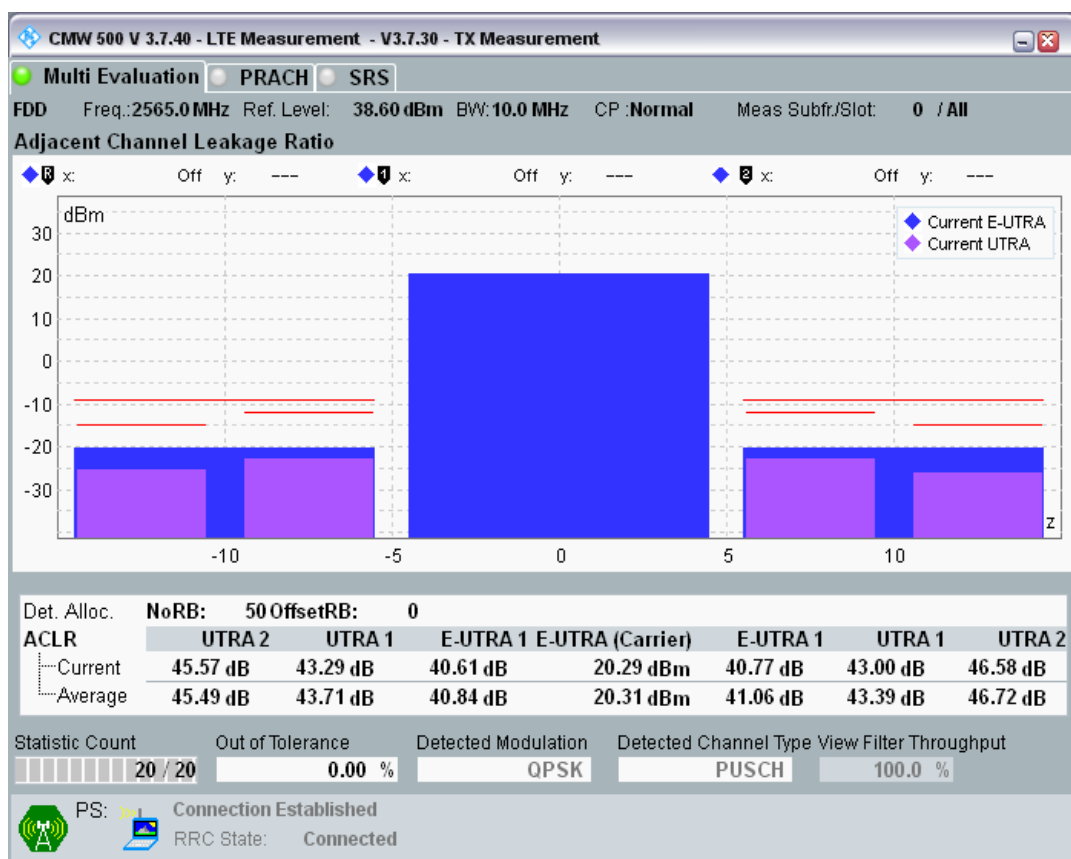 CMW 500 V 3.7.40 - LTE Measurement - V3.7.30 - TX Measurement
Multi Evaluation PRACH SRS
FDD Freq.:2565.0 MHz Ref. Level: 38.60 dBm BW:10.0 MHz CP :Normal Meas Subfr./Slot: 0 / All
Adjacent Channel Leakage Ratio
R x: Off y: --- 1 x: Off y: --- 2 x: Off y: ---
dBm
Current E-UTRA
Current UTRA
30
20
10
0
-10
-20
-30
z
-10 -5 0 5 10
Det. Alloc. NoRB: 50 OffsetRB: 0
ACLR UTRA 2 UTRA 1 E-UTRA 1 E-UTRA (Carrier) E-UTRA 1 UTRA 1 UTRA 2
Current 45.57 dB 43.29 dB 40.61 dB 20.29 dBm 40.77 dB 43.00 dB 46.58 dB
Average 45.49 dB 43.71 dB 40.84 dB 20.31 dBm 41.06 dB 43.39 dB 46.72 dB
Statistic Count Out of Tolerance Detected Modulation Detected Channel Type View Filter Throughput
20 / 20 0.00 % QPSK PUSCH 100.0 %
PS: Connection Established
RRC State: Connected